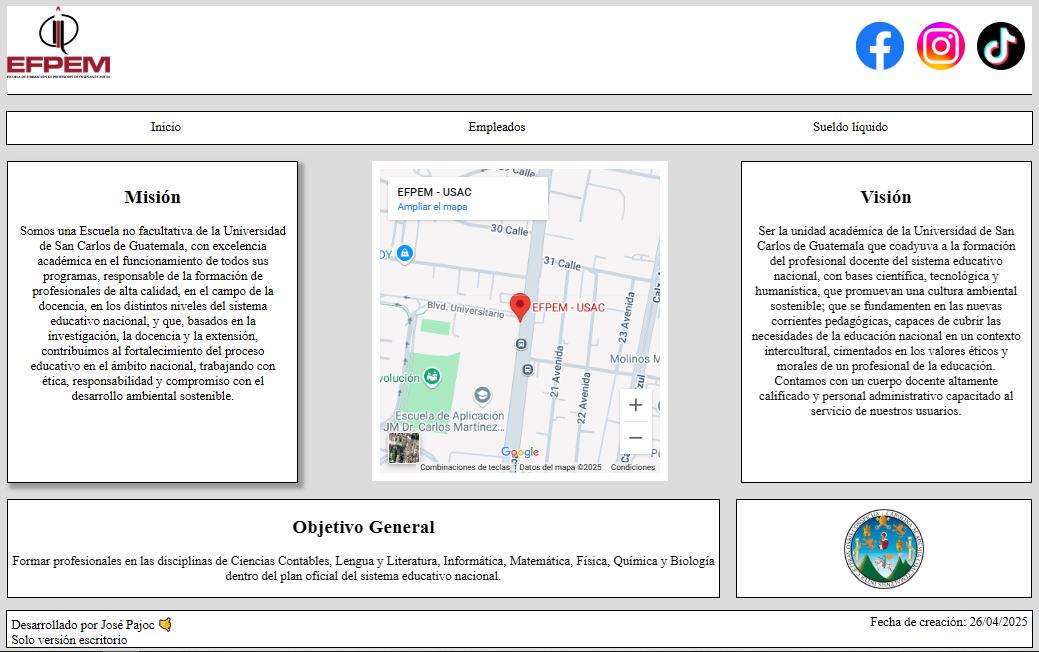 EFPEM
ESCUELA DE FORMACIÓN DE PROFESORES DE ENSEÑANZA MEDIA
Inicio
Empleados
Sueldo líquido
Misión
Somos una Escuela no facultativa de la Universidad
de San Carlos de Guatemala, con excelencia
académica en el funcionamiento de todos sus
programas, responsable de la formación de
profesionales de alta calidad, en el campo de la
docencia, en los distintos niveles del sistema
educativo nacional, y que, basados en la
investigación, la docencia y la extensión,
contribuimos al fortalecimiento del proceso
educativo en el ámbito nacional, trabajando con
ética, responsabilidad y compromiso con el
desarrollo ambiental sostenible.
29 Calle
EFPEM - USAC
Ampliar el mapa
30 Calle
31 Calle
Blvd. Universitario
EFPEM - USAC
23 Avenida
21 Avenida
22 Avenida
Molinos
Escuela de Aplicación
JM Dr. Carlos Martinez...
Google
Combinaciones de teclas
Datos del mapa ©2025
Condiciones
Visión
Ser la unidad académica de la Universidad de San
Carlos de Guatemala que coadyuva a la formación
del profesional docente del sistema educativo
nacional, con bases científica, tecnológica y
humanística, que promuevan una cultura ambiental
sostenible; que se fundamenten en las nuevas
corrientes pedagógicas, capaces de cubrir las
necesidades de la educación nacional en un contexto
intercultural, cimentados en los valores éticos y
morales de un profesional de la educación.
Contamos con un cuerpo docente altamente
calificado y personal administrativo capacitado al
servicio de nuestros usuarios.
Objetivo General
Formar profesionales en las disciplinas de Ciencias Contables, Lengua y Literatura, Informática, Matemática, Física, Química y Biología
dentro del plan oficial del sistema educativo nacional.
Desarrollado por José Pajoc
Solo versión escritorio
Fecha de creación: 26/04/2025